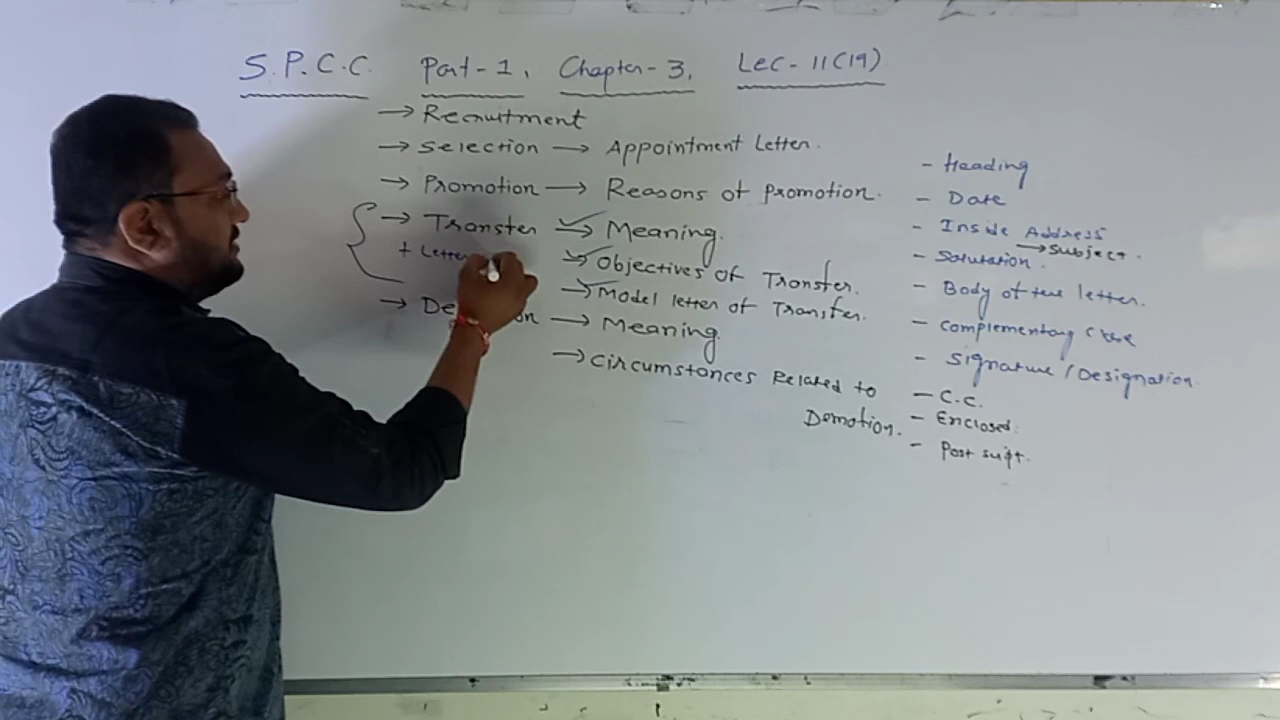 S.P.C.C. Part-1, Chapter-3, Lec-11(19)
→ Recruitment
→ Selection → Appointment Letter.
→ Promotion → Reasons of Promotion.
→ Transfer → Meaning.
+ Letter
→ Objectives of Transfer.
→ Model letter of Transfer.
→ Meaning.
→ Circumstances Related to
Demotion.
- Heading
- Date
- Inside Address
→ Subject.
- Salutation.
- Body of the letter.
- Complementary
- Signature / Designation.
- C.C.
- Enclosed.
- Post